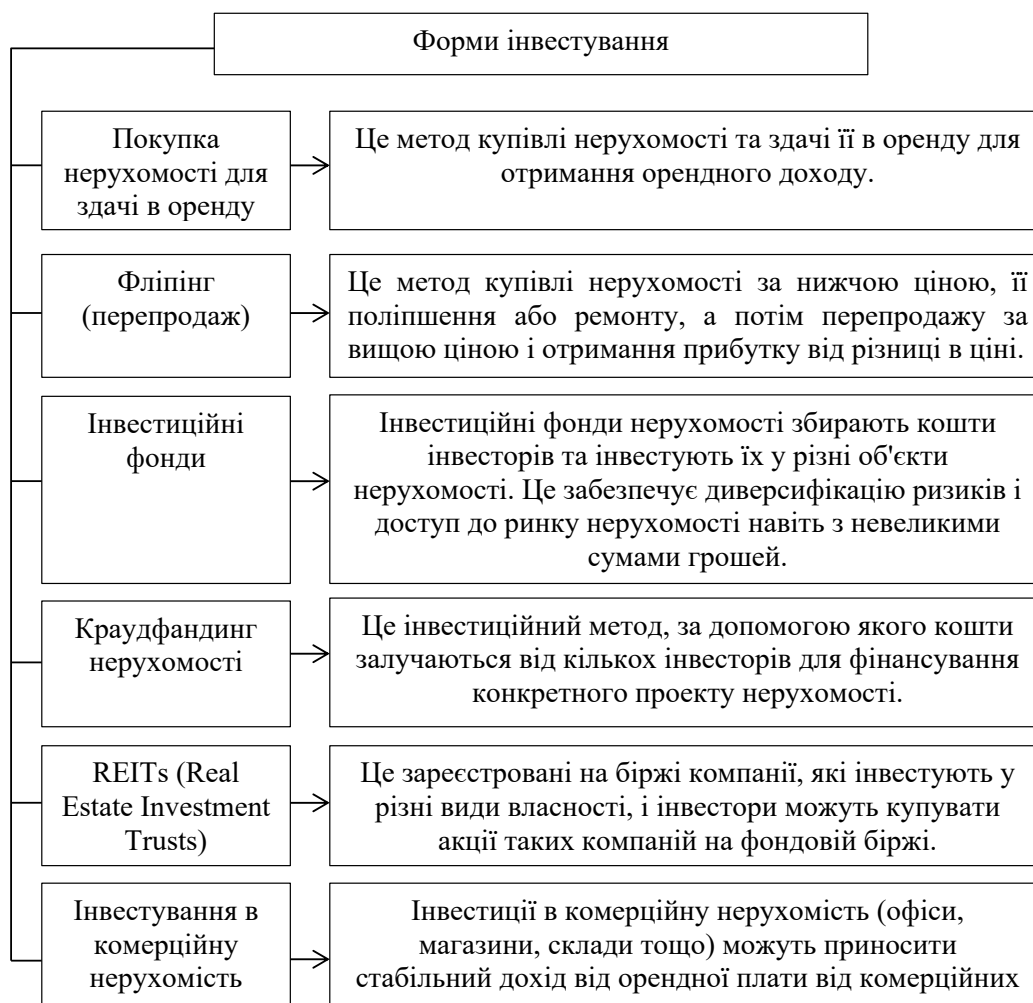 Форми інвестування
Покупка
нерухомості для
здачі в оренду
Це метод купівлі нерухомості та здачі її в оренду для
отримання орендного доходу.
Фліпінг
(перепродаж)
Це метод купівлі нерухомості за нижчою ціною, її
поліпшення або ремонту, а потім перепродажу за
вищою ціною і отримання прибутку від різниці в ціні.
Інвестиційні
фонди
Інвестиційні фонди нерухомості збирають кошти
інвесторів та інвестують їх у різні об'єкти
нерухомості. Це забезпечує диверсифікацію ризиків і
доступ до ринку нерухомості навіть з невеликими
сумами грошей.
Краудфандинг
нерухомості
Це інвестиційний метод, за допомогою якого кошти
залучаються від кількох інвесторів для фінансування
конкретного проекту нерухомості.
REITs (Real
Estate Investment
Trusts)
Це зареєстровані на біржі компанії, які інвестують у
різні види власності, і інвестори можуть купувати
акції таких компаній на фондовій біржі.
Інвестування в
комерційну
нерухомість
Інвестиції в комерційну нерухомість (офіси,
магазини, склади тощо) можуть приносити
стабільний дохід від орендної плати від комерційних